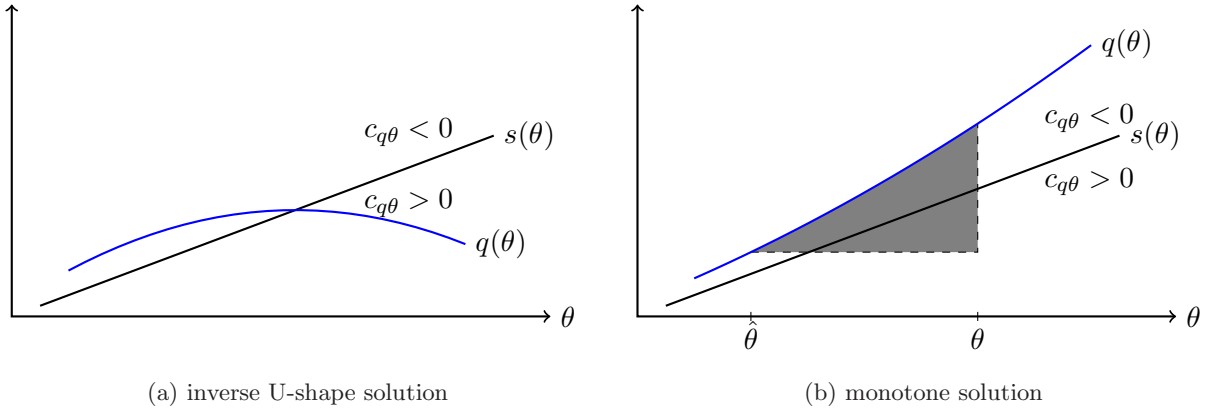 c_{qθ} < 0
s(θ)
c_{qθ} > 0
q(θ)
θ
(a) inverse U-shape solution
q(θ)
c_{qθ} < 0
s(θ)
c_{qθ} > 0
θ
θ̂
θ
(b) monotone solution